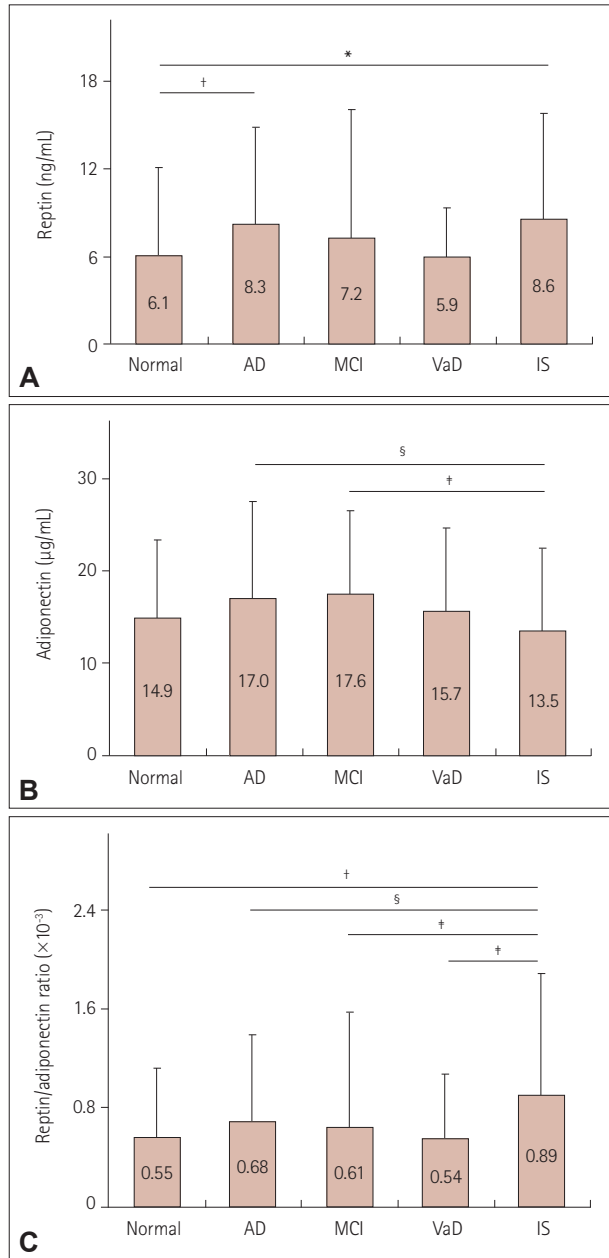 *
†
18
12
6
0
Reptin (ng/mL)
6.1
8.3
7.2
5.9
8.6
Normal AD MCI VaD IS
A
§
ǂ
30
20
10
0
Adiponectin (μg/mL)
14.9
17.0
17.6
15.7
13.5
Normal AD MCI VaD IS
B
†
§
ǂ
ǂ
2.4
1.6
0.8
0
Reptin/adiponectin ratio (×10⁻³)
0.55
0.68
0.61
0.54
0.89
Normal AD MCI VaD IS
C